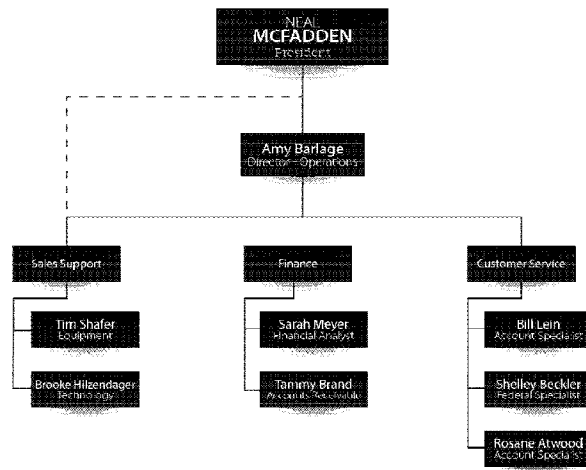 NEAL
MCFADDEN
President
Amy Barlage
Director - Operations
Sales Support
Finance
Customer Service
Tim Shafer
Equipment
Sarah Meyer
Financial Analyst
Bill Lein
Account Specialist
Brooke Hilzendager
Technology
Tammy Brand
Accounts Receivable
Shelley Beckler
Federal Specialist
Rosane Atwood
Account Specialist